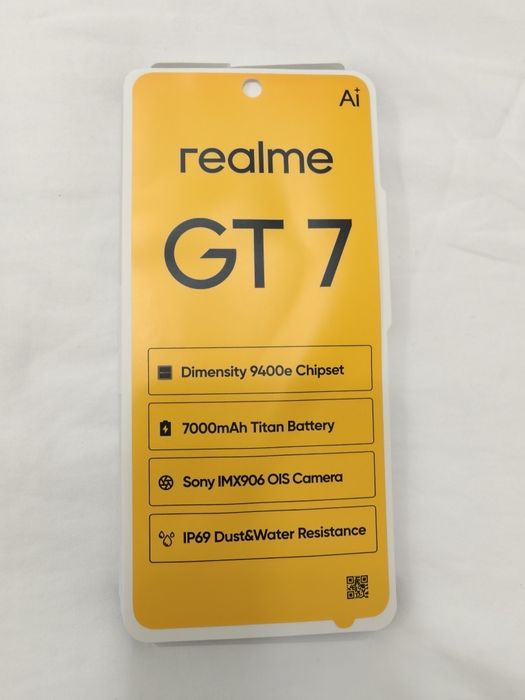 Ai+
realme
GT 7
Dimensity 9400e Chipset
7000mAh Titan Battery
Sony IMX906 OIS Camera
IP69 Dust&Water Resistance